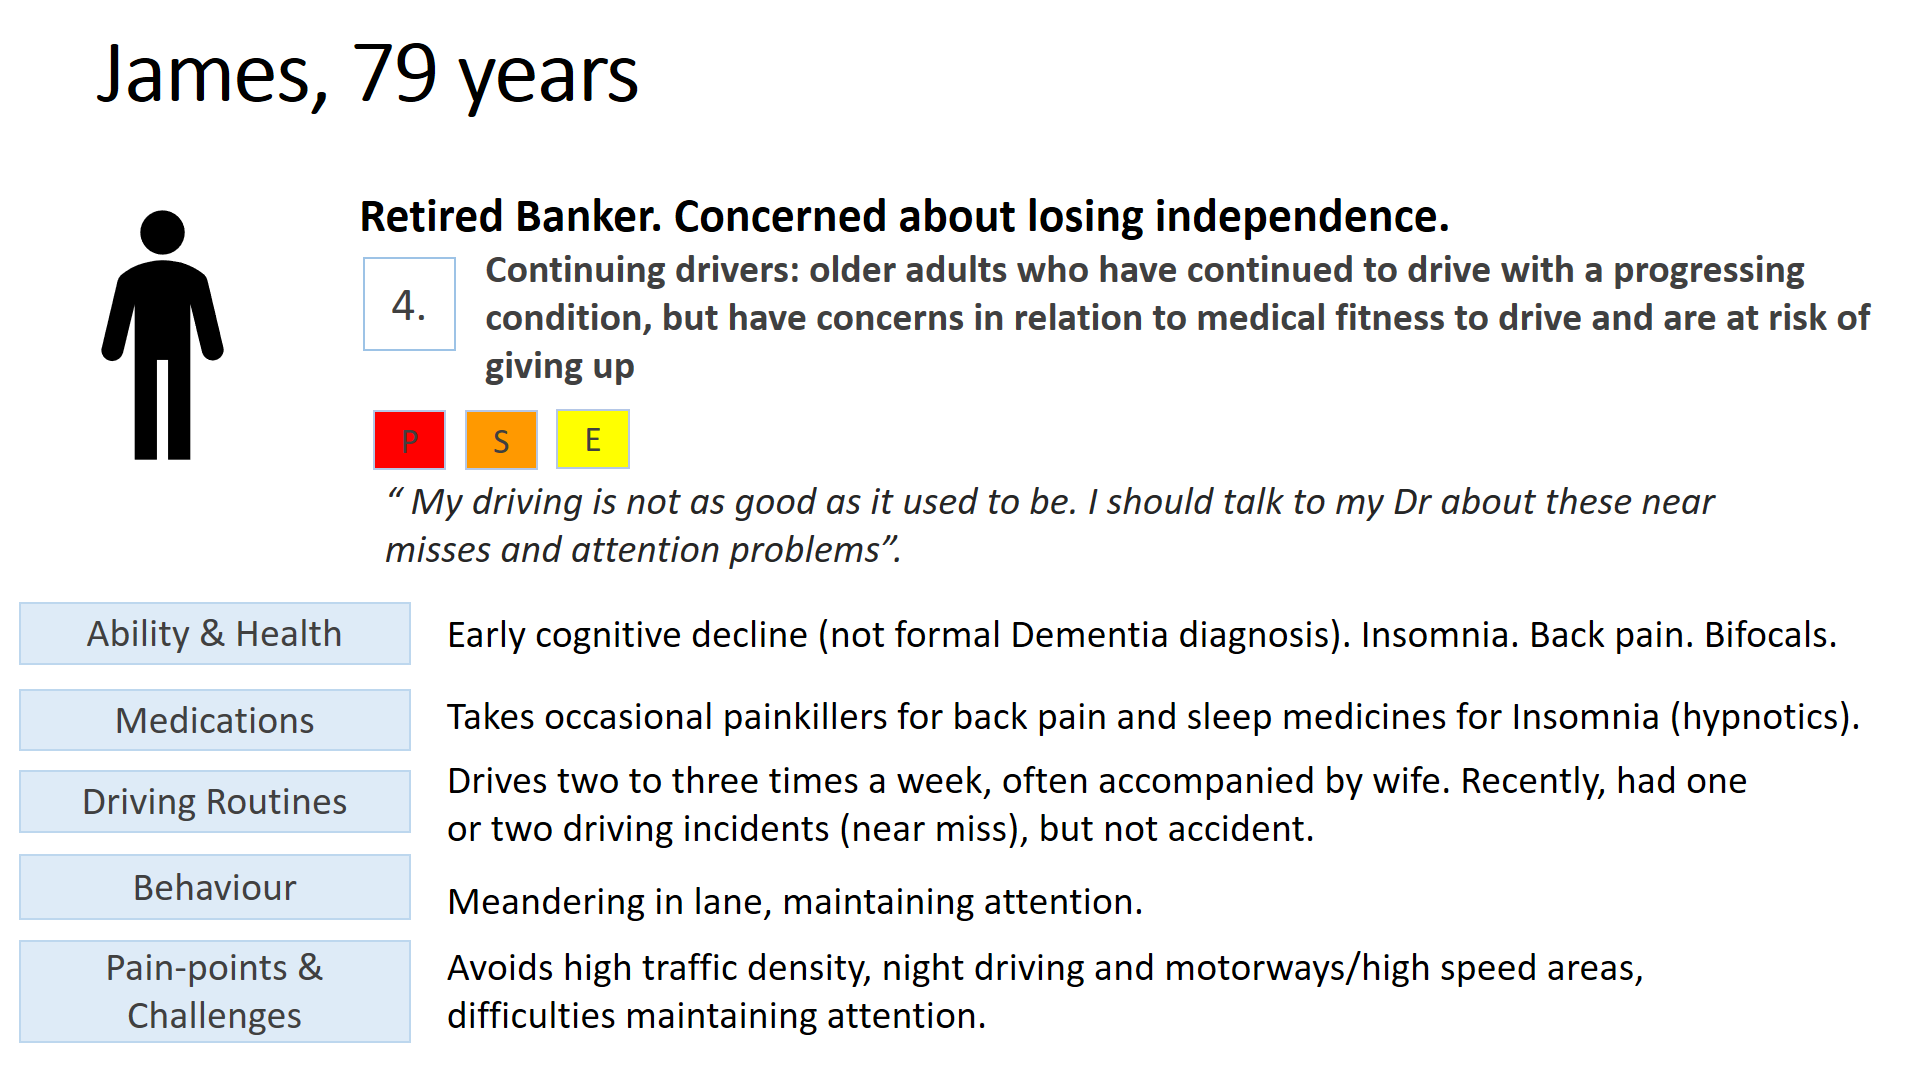 James, 79 years
Retired Banker. Concerned about losing independence.
4.
Continuing drivers: older adults who have continued to drive with a progressing
condition, but have concerns in relation to medical fitness to drive and are at risk of
giving up
P S E
“ My driving is not as good as it used to be. I should talk to my Dr about these near
misses and attention problems”.
Ability & Health
Early cognitive decline (not formal Dementia diagnosis). Insomnia. Back pain. Bifocals.
Medications
Takes occasional painkillers for back pain and sleep medicines for Insomnia (hypnotics).
Driving Routines
Drives two to three times a week, often accompanied by wife. Recently, had one
or two driving incidents (near miss), but not accident.
Behaviour
Meandering in lane, maintaining attention.
Pain-points &
Challenges
Avoids high traffic density, night driving and motorways/high speed areas,
difficulties maintaining attention.